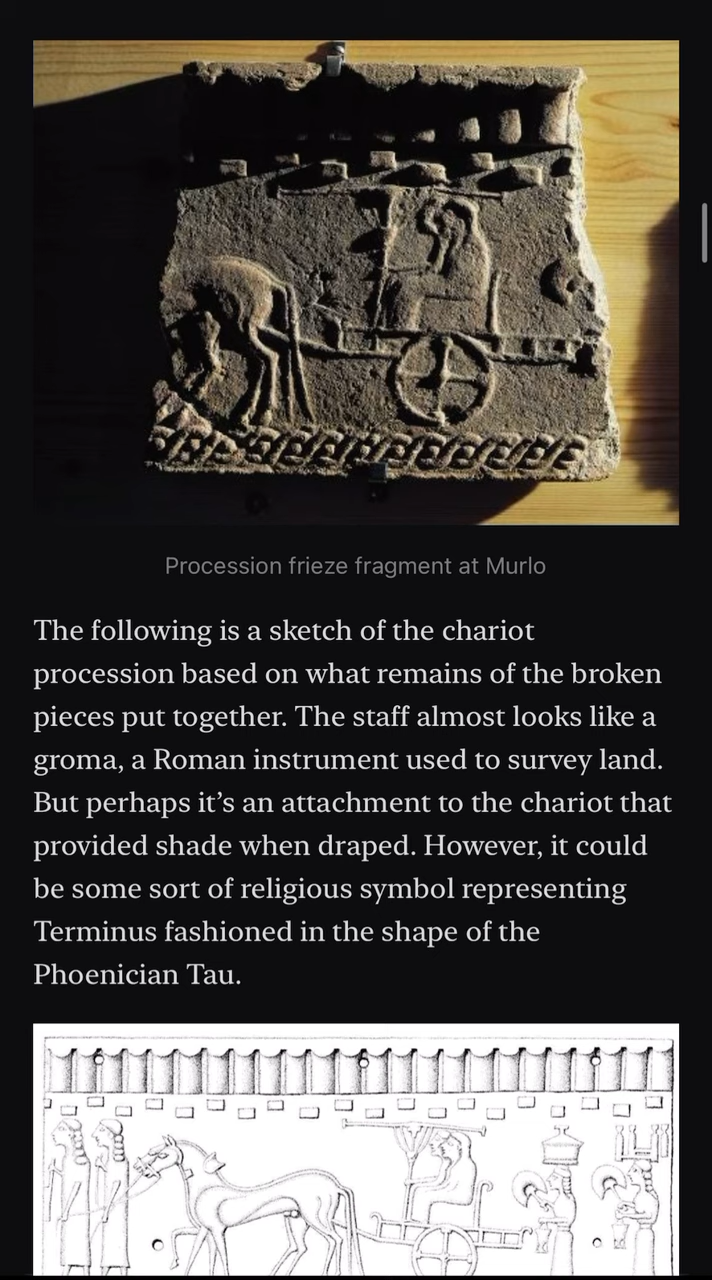 Procession frieze fragment at Murlo
The following is a sketch of the chariot
procession based on what remains of the broken
pieces put together. The staff almost looks like a
groma, a Roman instrument used to survey land.
But perhaps it’s an attachment to the chariot that
provided shade when draped. However, it could
be some sort of religious symbol representing
Terminus fashioned in the shape of the
Phoenician Tau.